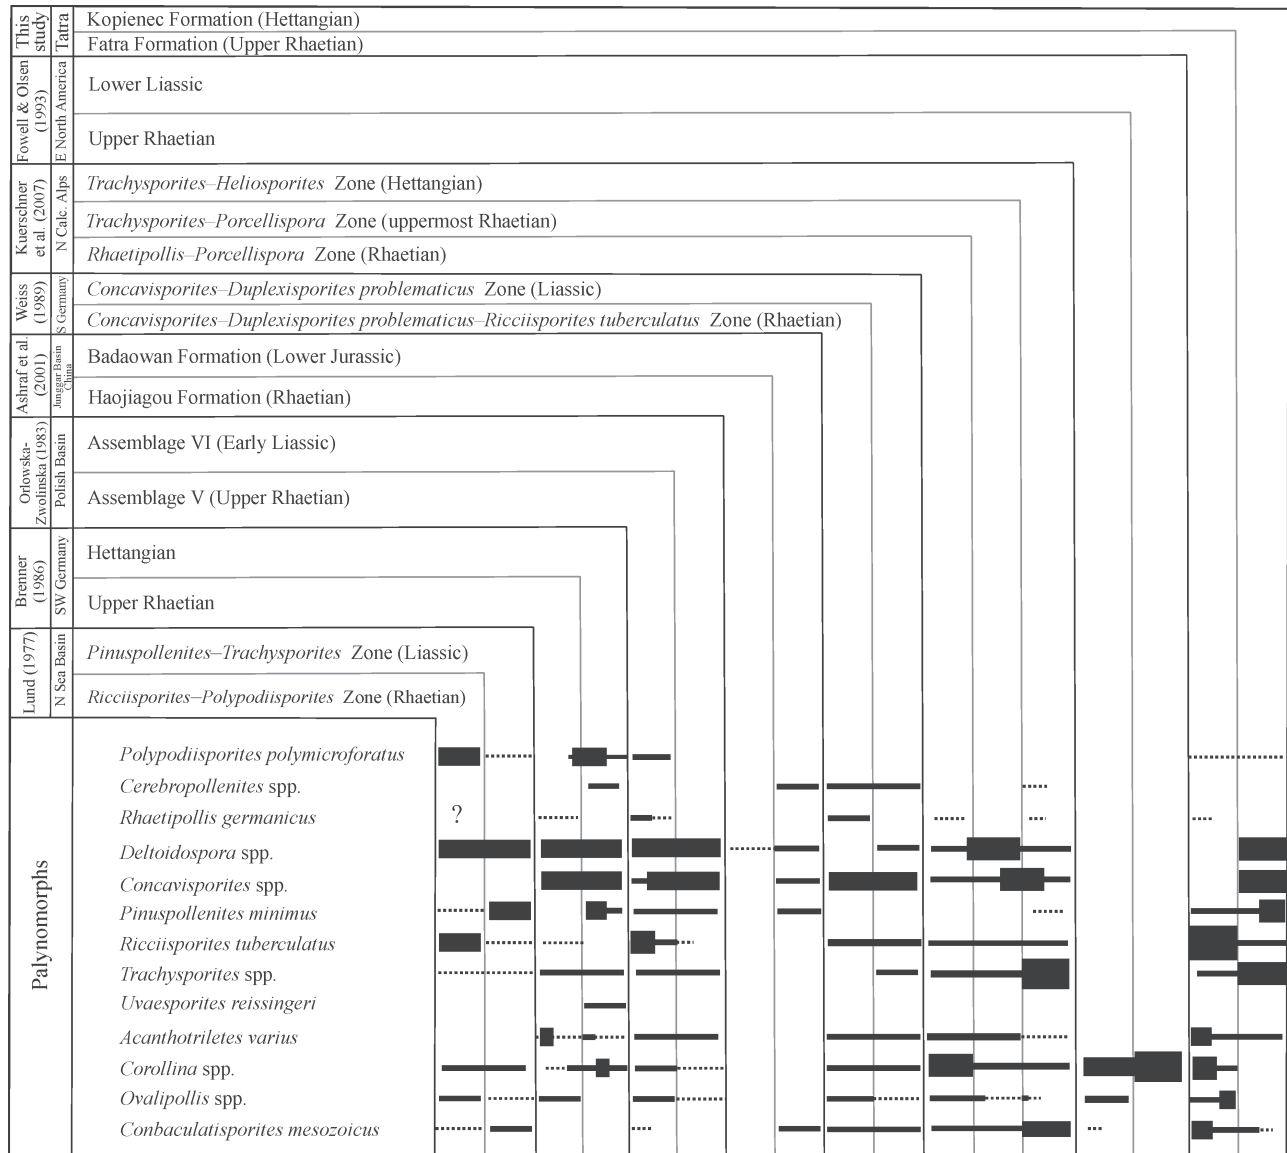 This study
Tatra
Kopienec Formation (Hettangian)
Fatra Formation (Upper Rhaetian)
Fowell & Olsen (1993)
E North America
Lower Liassic
Upper Rhaetian
Kuerschner et al. (2007)
N Calc. Alps
Trachysporites–Heliosporites Zone (Hettangian)
Trachysporites–Porcellispora Zone (uppermost Rhaetian)
Rhaetipollis–Porcellispora Zone (Rhaetian)
Weiss (1989)
S Germany
Concavisporites–Duplexisporites problematicus Zone (Liassic)
Concavisporites–Duplexisporites problematicus–Ricciisporites tuberculatus Zone (Rhaetian)
Ashraf et al. (2001)
Junggar Basin China
Badaowan Formation (Lower Jurassic)
Haojiagou Formation (Rhaetian)
Orlowska-Zwolinska (1983)
Polish Basin
Assemblage VI (Early Liassic)
Assemblage V (Upper Rhaetian)
Brenner (1986)
SW Germany
Hettangian
Upper Rhaetian
Lund (1977)
N Sea Basin
Pinuspollenites–Trachysporites Zone (Liassic)
Ricciisporites–Polypodiisporites Zone (Rhaetian)
Palynomorphs
Polypodiisporites polymicroforatus
Cerebropollenites spp.
Rhaetipollis germanicus ?
Deltoidospora spp.
Concavisporites spp.
Pinuspollenites minimus
Ricciisporites tuberculatus
Trachysporites spp.
Uvaesporites reissingeri
Acanthotriletes varius
Corollina spp.
Ovalipollis spp.
Conbaculatisporites mesozoicus